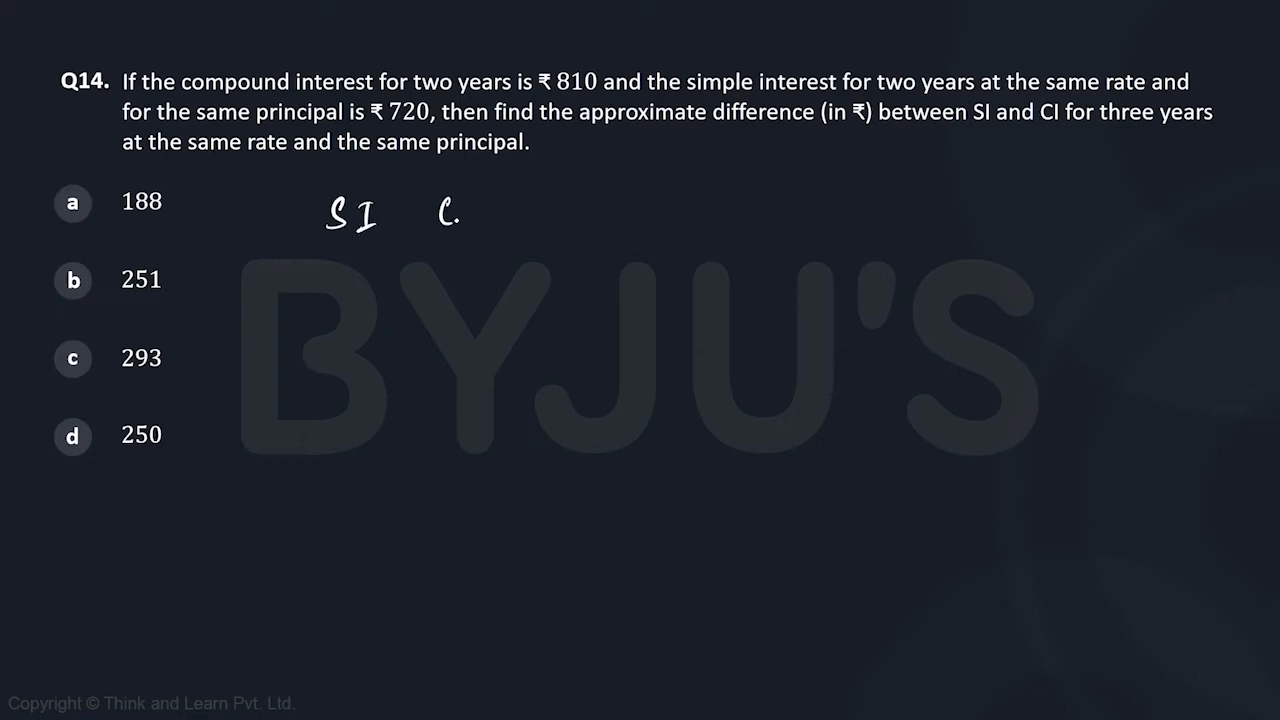 Q14. If the compound interest for two years is ₹ 810 and the simple interest for two years at the same rate and
for the same principal is ₹ 720, then find the approximate difference (in ₹) between SI and CI for three years
at the same rate and the same principal.
a 188
SI C.
b 251
c 293
d 250
BYJU'S
Copyright © Think and Learn Pvt. Ltd.